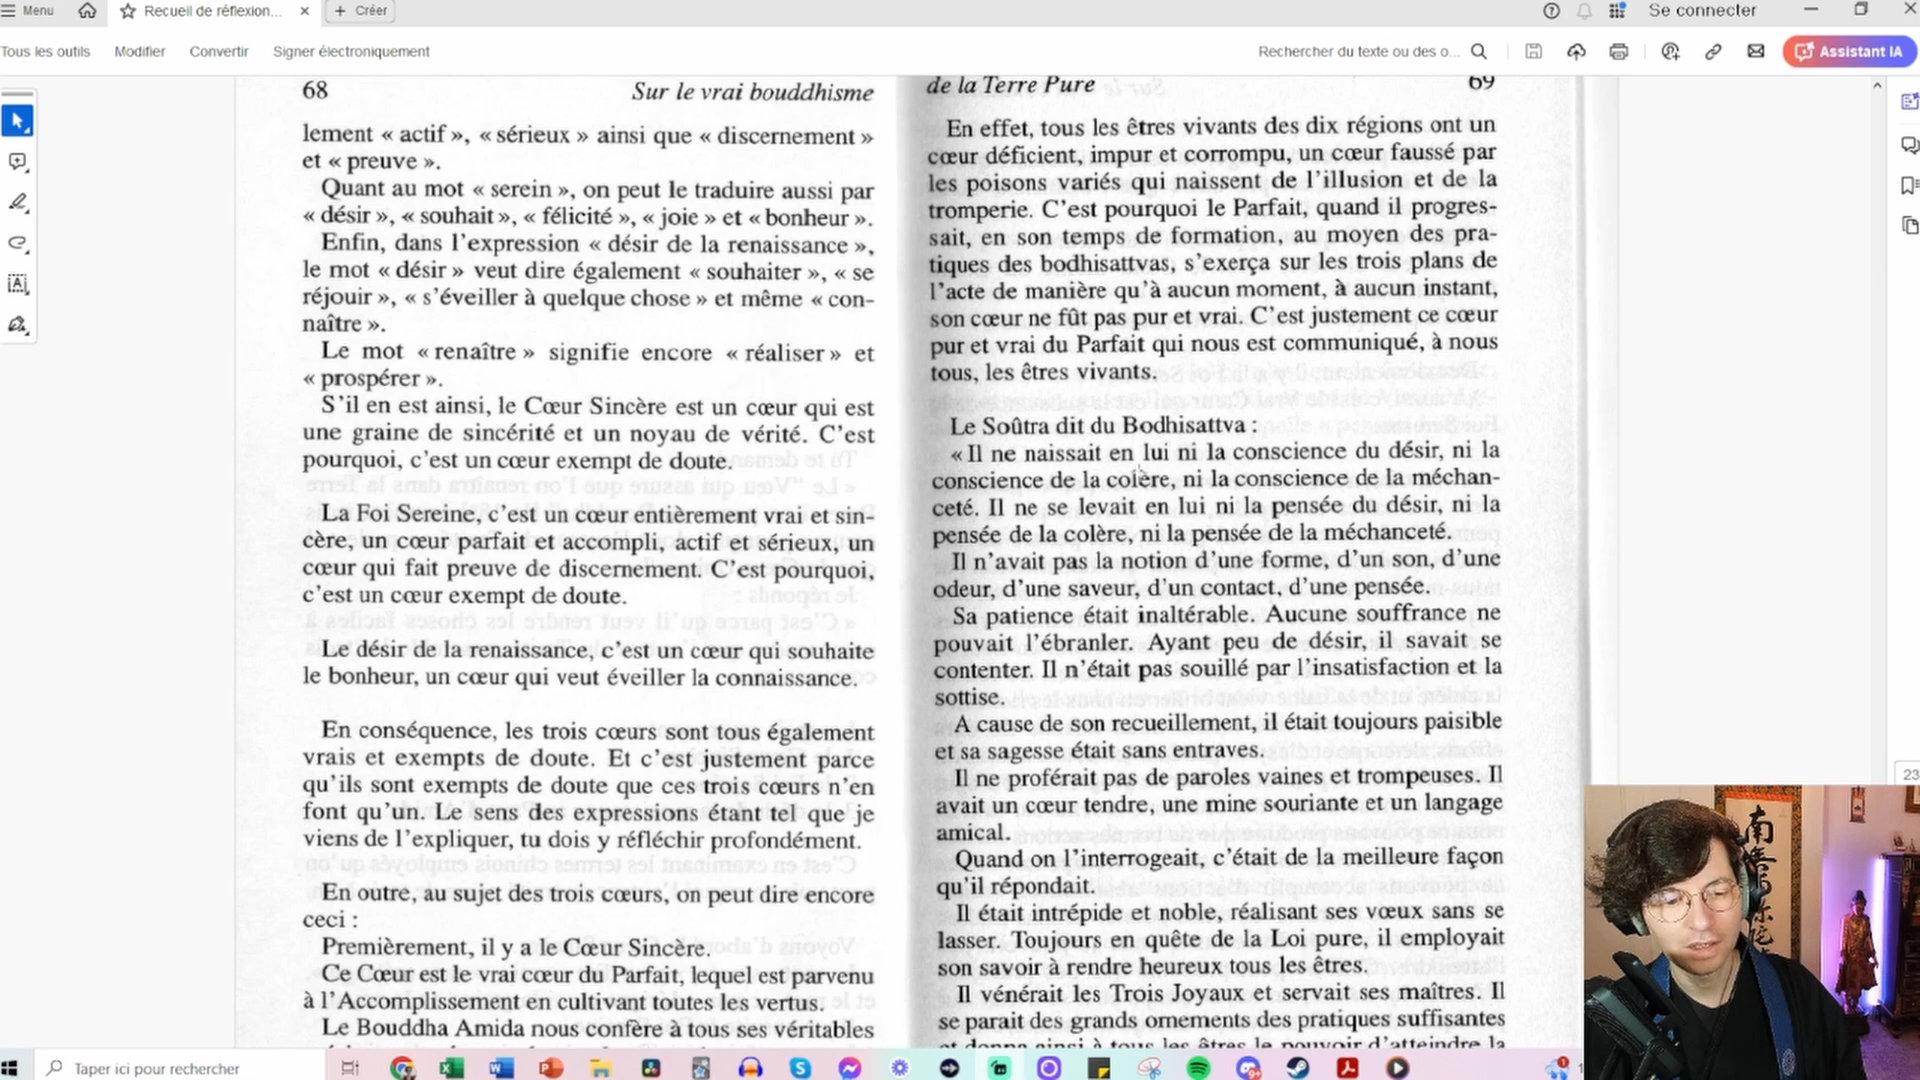 Menu
Recueil de réflexion...
Créer
Se connecter
Tous les outils
Modifier
Convertir
Signer électroniquement
Rechercher du texte ou des o...
Assistant IA
68
Sur le vrai bouddhisme
lement « actif », « sérieux » ainsi que « discernement »
et « preuve ».
Quant au mot « serein », on peut le traduire aussi par
« désir », « souhait », « félicité », « joie » et « bonheur ».
Enfin, dans l'expression « désir de la renaissance »,
le mot « désir » veut dire également « souhaiter », « se
réjouir », « s'éveiller à quelque chose » et même « con-
naître ».
Le mot « renaître » signifie encore « réaliser » et
« prospérer ».
S'il en est ainsi, le Cœur Sincère est un cœur qui est
une graine de sincérité et un noyau de vérité. C'est
pourquoi, c'est un cœur exempt de doute.
La Foi Sereine, c'est un cœur entièrement vrai et sin-
cère, un cœur parfait et accompli, actif et sérieux, un
cœur qui fait preuve de discernement. C'est pourquoi,
c'est un cœur exempt de doute.
Le désir de la renaissance, c'est un cœur qui souhaite
le bonheur, un cœur qui veut éveiller la connaissance.
En conséquence, les trois cœurs sont tous également
vrais et exempts de doute. Et c'est justement parce
qu'ils sont exempts de doute que ces trois cœurs n'en
font qu'un. Le sens des expressions étant tel que je
viens de l'expliquer, tu dois y réfléchir profondément.
En outre, au sujet des trois cœurs, on peut dire encore
ceci :
Premièrement, il y a le Cœur Sincère.
Ce Cœur est le vrai cœur du Parfait, lequel est parvenu
à l'Accomplissement en cultivant toutes les vertus.
Le Bouddha Amida nous confère à tous ses véritables
de la Terre Pure
69
En effet, tous les êtres vivants des dix régions ont un
cœur déficient, impur et corrompu, un cœur faussé par
les poisons variés qui naissent de l'illusion et de la
tromperie. C'est pourquoi le Parfait, quand il progres-
sait, en son temps de formation, au moyen des pra-
tiques des bodhisattvas, s'exerça sur les trois plans de
l'acte de manière qu'à aucun moment, à aucun instant,
son cœur ne fût pas pur et vrai. C'est justement ce cœur
pur et vrai du Parfait qui nous est communiqué, à nous
tous, les êtres vivants.
Le Soûtra dit du Bodhisattva :
« Il ne naissait en lui ni la conscience du désir, ni la
conscience de la colère, ni la conscience de la méchan-
ceté. Il ne se levait en lui ni la pensée du désir, ni la
pensée de la colère, ni la pensée de la méchanceté.
Il n'avait pas la notion d'une forme, d'un son, d'une
odeur, d'une saveur, d'un contact, d'une pensée.
Sa patience était inaltérable. Aucune souffrance ne
pouvait l'ébranler. Ayant peu de désir, il savait se
contenter. Il n'était pas souillé par l'insatisfaction et la
sottise.
A cause de son recueillement, il était toujours paisible
et sa sagesse était sans entraves.
Il ne proférait pas de paroles vaines et trompeuses. Il
avait un cœur tendre, une mine souriante et un langage
amical.
Quand on l'interrogeait, c'était de la meilleure façon
qu'il répondait.
Il était intrépide et noble, réalisant ses vœux sans se
lasser. Toujours en quête de la Loi pure, il employait
son savoir à rendre heureux tous les êtres.
Il vénérait les Trois Joyaux et servait ses maîtres. Il
se parait des grands ornements des pratiques suffisantes
et donna ainsi à tous les êtres le pouvoir d'atteindre la
23
南
Taper ici pour rechercher